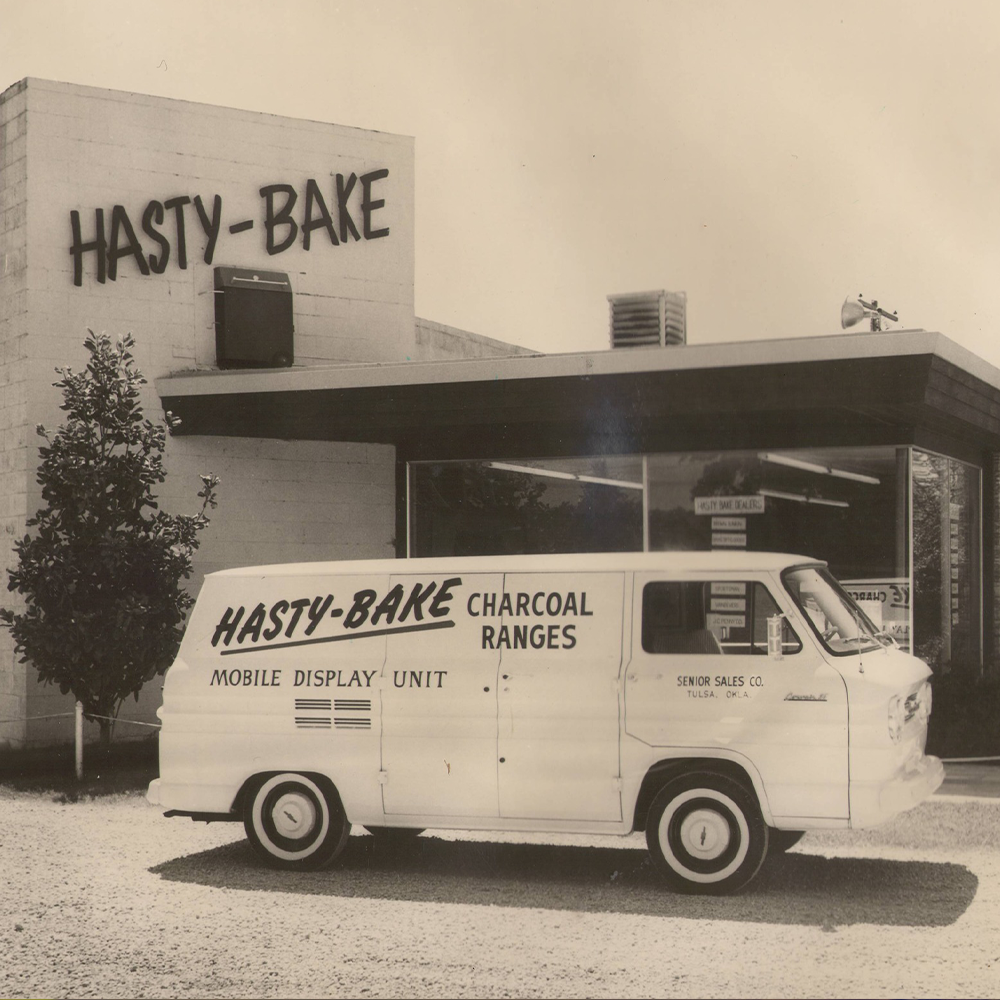 HASTY-BAKE
HASTY BAKE DEALERS
HASTY-BAKE
CHARCOAL
RANGES
MOBILE DISPLAY UNIT
SENIOR SALES CO.
TULSA, OKLA.